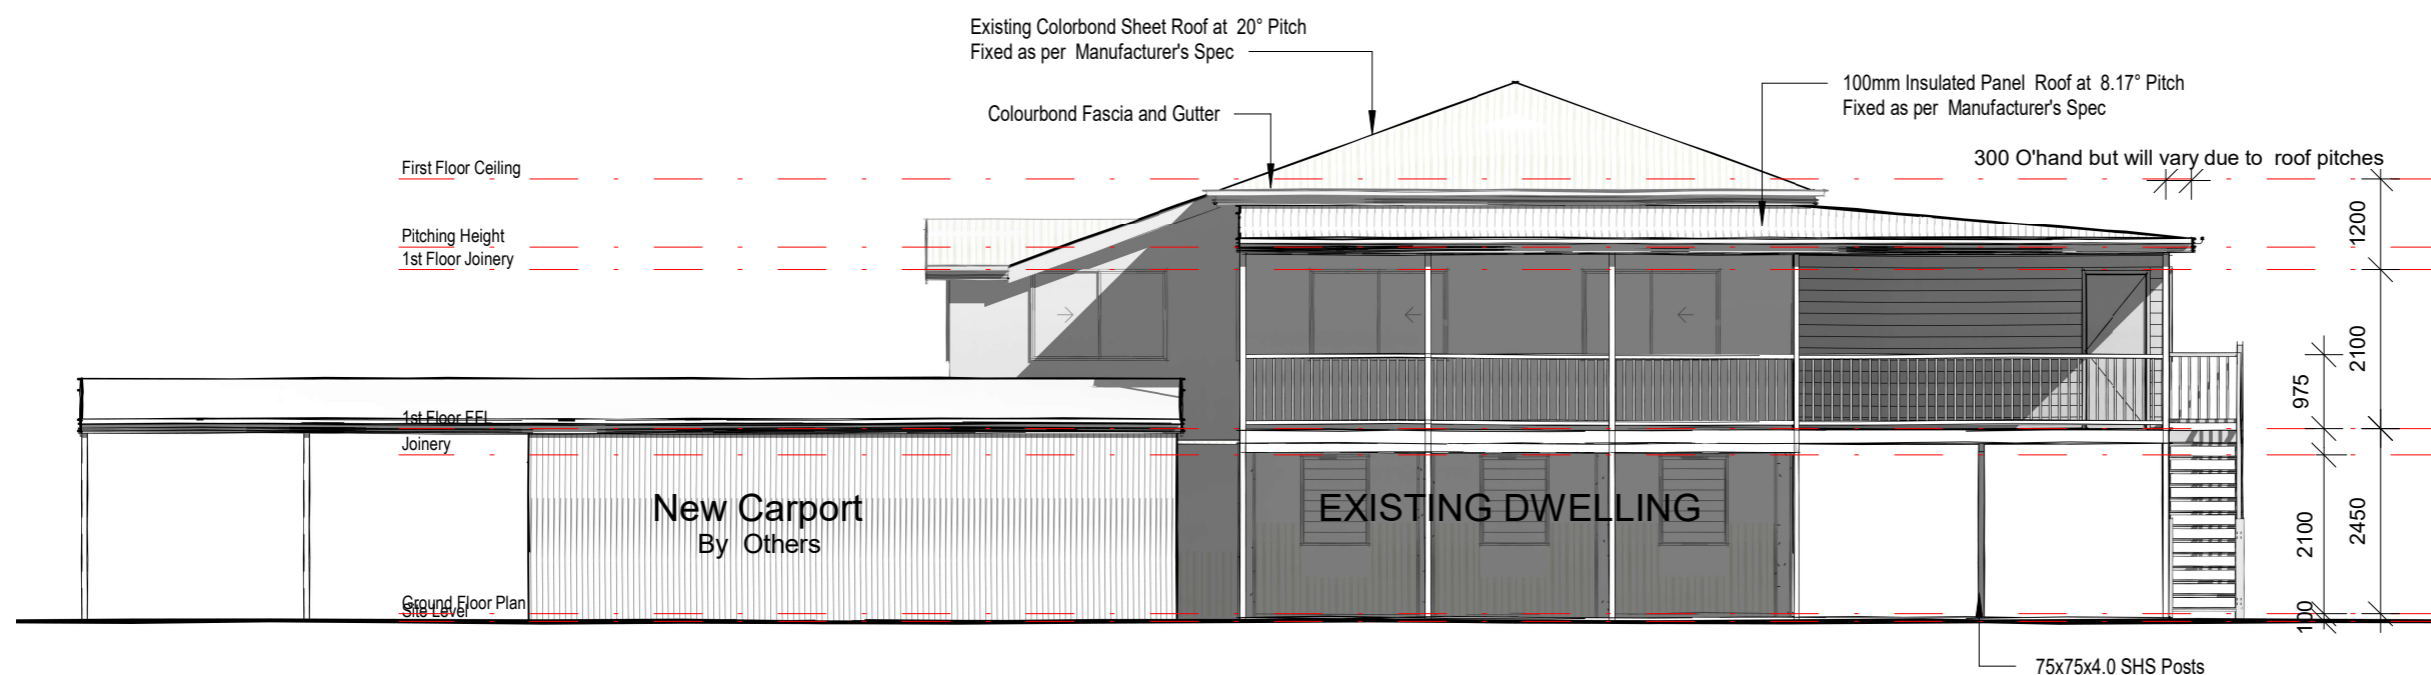 Existing Colorbond Sheet Roof at 20° Pitch
Fixed as per Manufacturer's Spec
Colourbond Fascia and Gutter
100mm Insulated Panel Roof at 8.17° Pitch
Fixed as per Manufacturer's Spec
300 O'hand but will vary due to roof pitches
First Floor Ceiling
Pitching Height
1st Floor Joinery
1st Floor FFL
Joinery
Ground Floor Plan
Site Level
New Carport
By Others
EXISTING DWELLING
1200
2100
975
2100
2450
100
75x75x4.0 SHS Posts